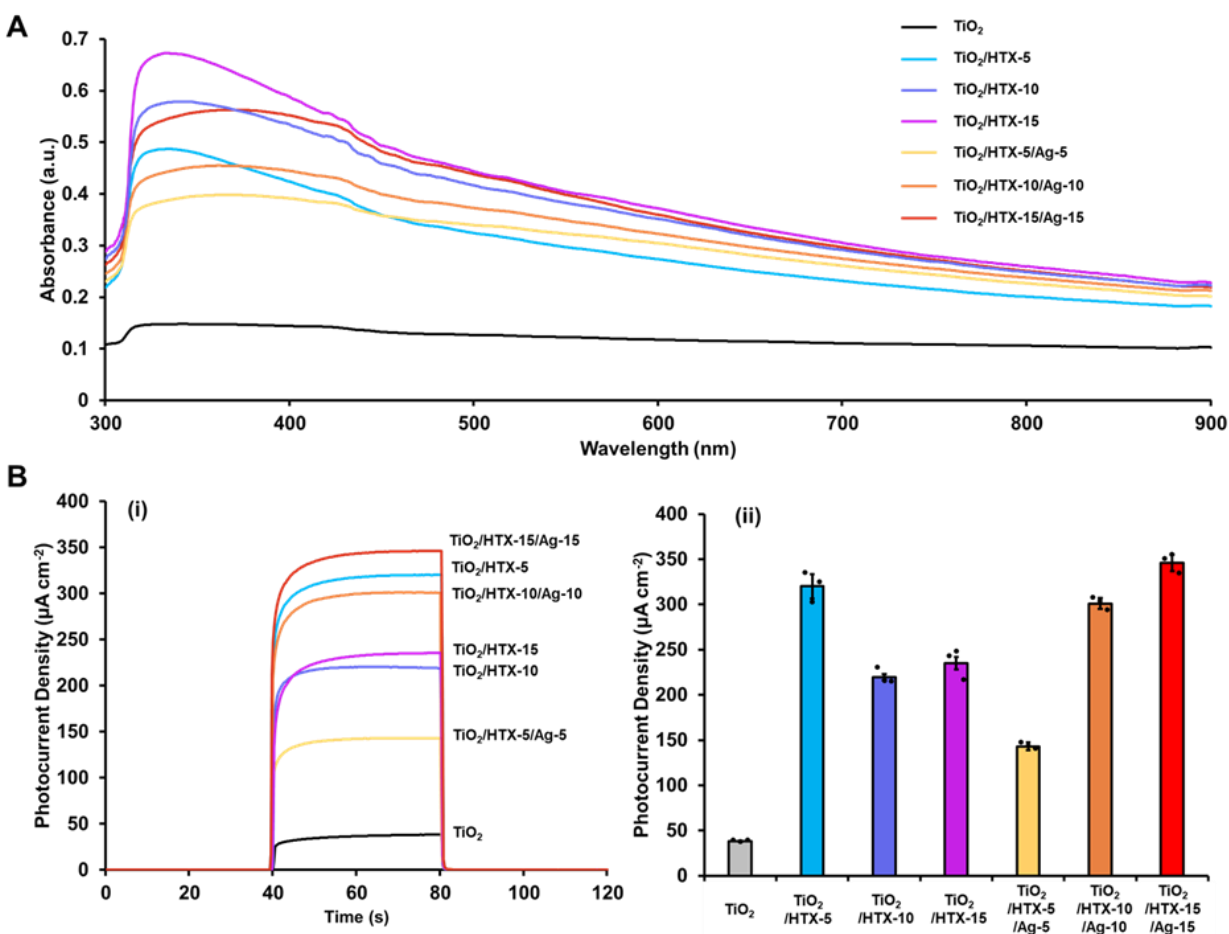 A
0.7
0.6
0.5
0.4
0.3
0.2
0.1
0
Absorbance (a.u.)
300
400
500
600
700
800
900
Wavelength (nm)
TiO₂
TiO₂/HTX-5
TiO₂/HTX-10
TiO₂/HTX-15
TiO₂/HTX-5/Ag-5
TiO₂/HTX-10/Ag-10
TiO₂/HTX-15/Ag-15
B
(i)
400
350
300
250
200
150
100
50
0
Photocurrent Density (µA cm⁻²)
TiO₂/HTX-15/Ag-15
TiO₂/HTX-5
TiO₂/HTX-10/Ag-10
TiO₂/HTX-15
TiO₂/HTX-10
TiO₂/HTX-5/Ag-5
TiO₂
0
20
40
60
80
100
120
Time (s)
(ii)
400
350
300
250
200
150
100
50
0
Photocurrent Density (µA cm⁻²)
TiO₂
TiO₂
/HTX-5
TiO₂
/HTX-10
TiO₂
/HTX-15
TiO₂
/HTX-5
/Ag-5
TiO₂
/HTX-10
/Ag-10
TiO₂
/HTX-15
/Ag-15